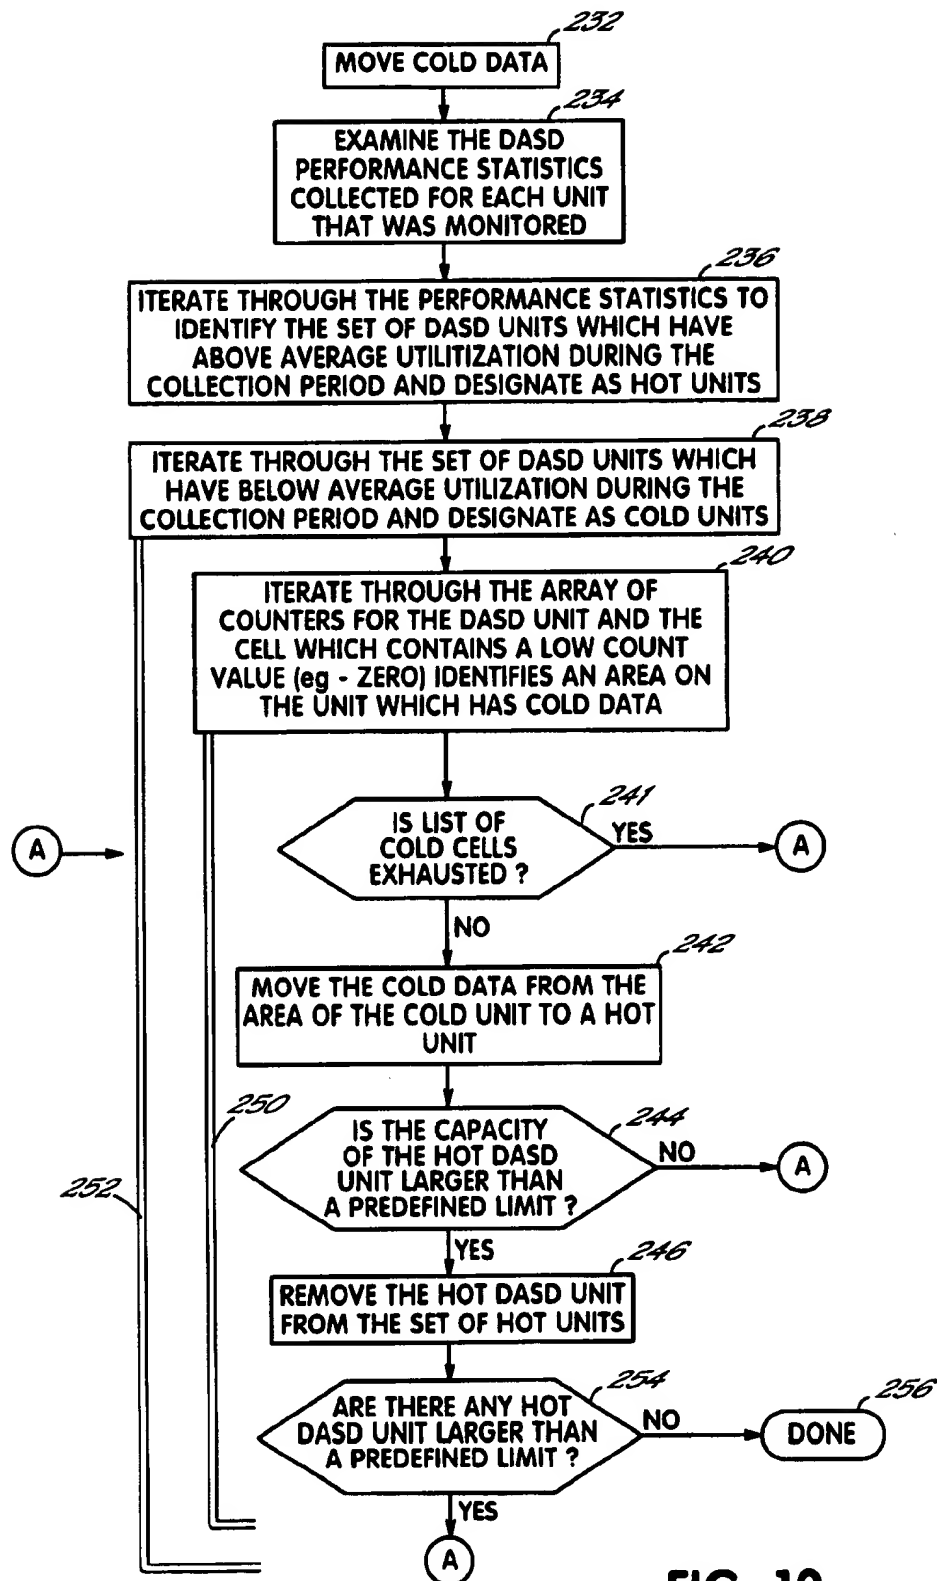 232
MOVE COLD DATA
234
EXAMINE THE DASD
PERFORMANCE STATISTICS
COLLECTED FOR EACH UNIT
THAT WAS MONITORED
236
ITERATE THROUGH THE PERFORMANCE STATISTICS TO
IDENTIFY THE SET OF DASD UNITS WHICH HAVE
ABOVE AVERAGE UTILITIZATION DURING THE
COLLECTION PERIOD AND DESIGNATE AS HOT UNITS
238
ITERATE THROUGH THE SET OF DASD UNITS WHICH
HAVE BELOW AVERAGE UTILIZATION DURING THE
COLLECTION PERIOD AND DESIGNATE AS COLD UNITS
240
ITERATE THROUGH THE ARRAY OF
COUNTERS FOR THE DASD UNIT AND THE
CELL WHICH CONTAINS A LOW COUNT
VALUE (eg - ZERO) IDENTIFIES AN AREA ON
THE UNIT WHICH HAS COLD DATA
241
A
IS LIST OF
COLD CELLS
EXHAUSTED ?
YES
A
NO
242
MOVE THE COLD DATA FROM THE
AREA OF THE COLD UNIT TO A HOT
UNIT
250
244
252
IS THE CAPACITY
OF THE HOT DASD
UNIT LARGER THAN
A PREDEFINED LIMIT ?
NO
A
YES
246
REMOVE THE HOT DASD UNIT
FROM THE SET OF HOT UNITS
254
256
ARE THERE ANY HOT
DASD UNIT LARGER THAN
A PREDEFINED LIMIT ?
NO
DONE
YES
A
FIG. 10